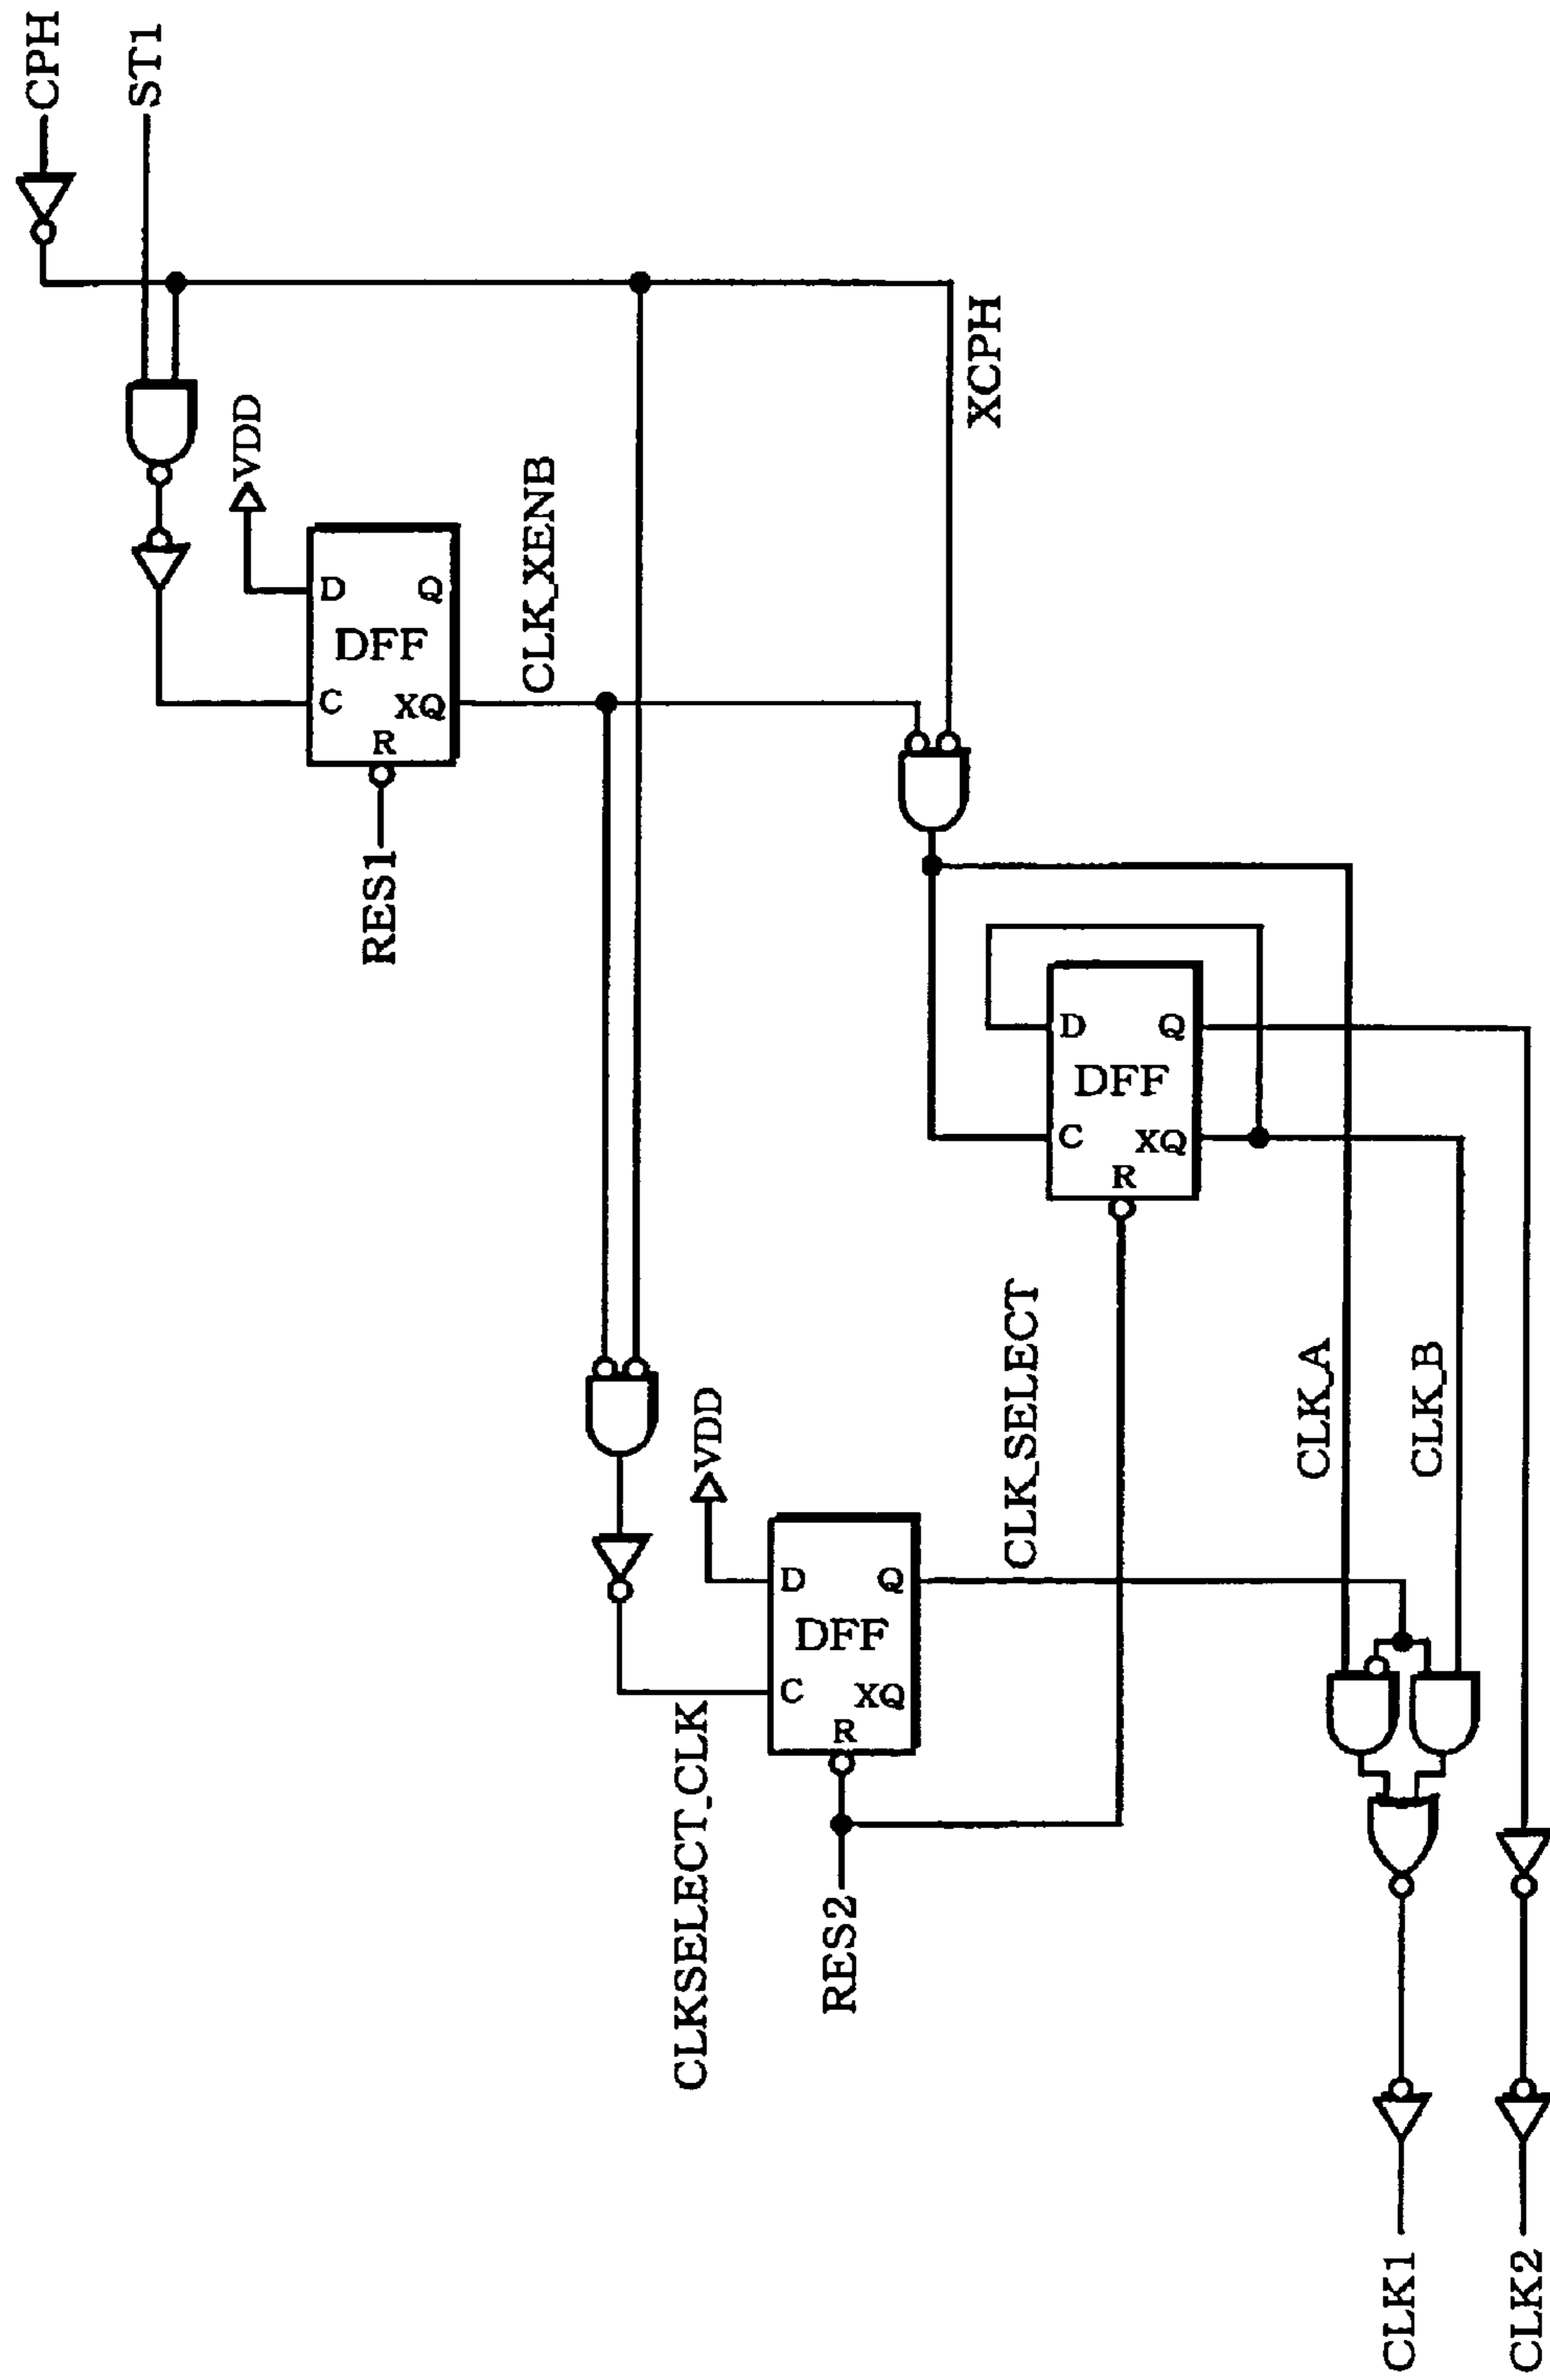 CPH
ST1
XCPH
VDD
D
Q
DFF
C
XQ
R
CLK_XENB
RES1
D
Q
DFF
C
XQ
R
VDD
CLK_SELECT
CLK_A
CLK_B
D
Q
DFF
C
XQ
R
CLKSELECT_CLK
RES2
CLK1
CLK2